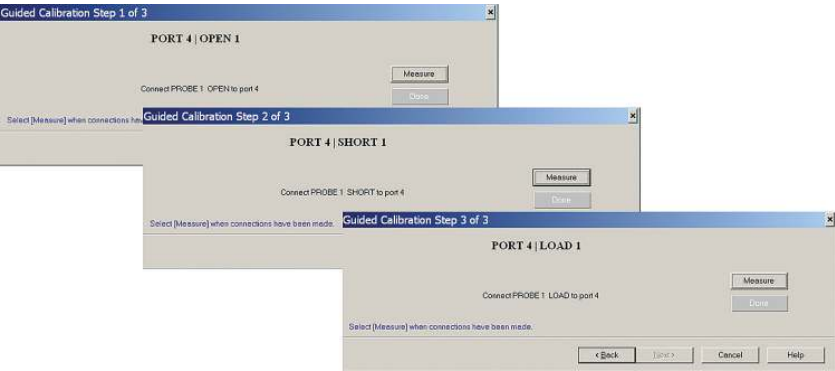 Guided Calibration Step 1 of 3
PORT 4 | OPEN 1
Measure
Connect PROBE 1 OPEN to port 4
Done
Select [Measure] when connections hav
Guided Calibration Step 2 of 3
PORT 4 | SHORT 1
Measure
Connect PROBE 1 SHORT to port 4
Done
Select [Measure] when connections have been made.
Guided Calibration Step 3 of 3
PORT 4 | LOAD 1
Measure
Connect PROBE 1 LOAD to port 4
Done
Select [Measure] when connections have been made.
< Back Next > Cancel Help